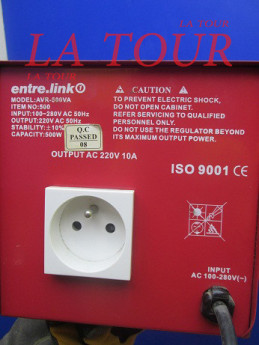 LA TOUR
LA TOUR
LA TOUR
entre.link
MODEL: AVR-500VA
ITEM NO: 500
INPUT: 100~280V AC 50Hz
OUTPUT: 220V AC 50Hz
STABILITY: ±10%
CAPACITY: 500W
Q.C
PASSED
08
CAUTION
TO PREVENT ELECTRIC SHOCK,
DO NOT OPEN CABINET.
REFER SERVICING TO QUALIFIED
PERSONNEL ONLY.
DO NOT USE THE REGULATOR BEYOND
ITS MAXIMUM OUTPUT POWER.
OUTPUT AC 220V 10A
ISO 9001 CE
INPUT
AC 100-280V(~)